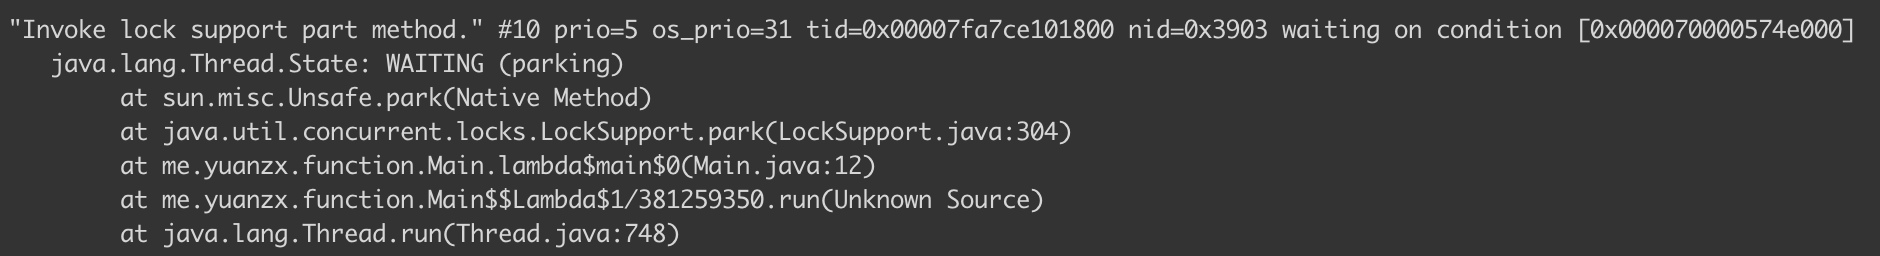 "Invoke lock support part method." #10 prio=5 os_prio=31 tid=0x00007fa7ce101800 nid=0x3903 waiting on condition [0x000070000574e000]
java.lang.Thread.State: WAITING (parking)
at sun.misc.Unsafe.park(Native Method)
at java.util.concurrent.locks.LockSupport.park(LockSupport.java:304)
at me.yuanzx.function.Main.lambda$main$0(Main.java:12)
at me.yuanzx.function.Main$$Lambda$1/381259350.run(Unknown Source)
at java.lang.Thread.run(Thread.java:748)